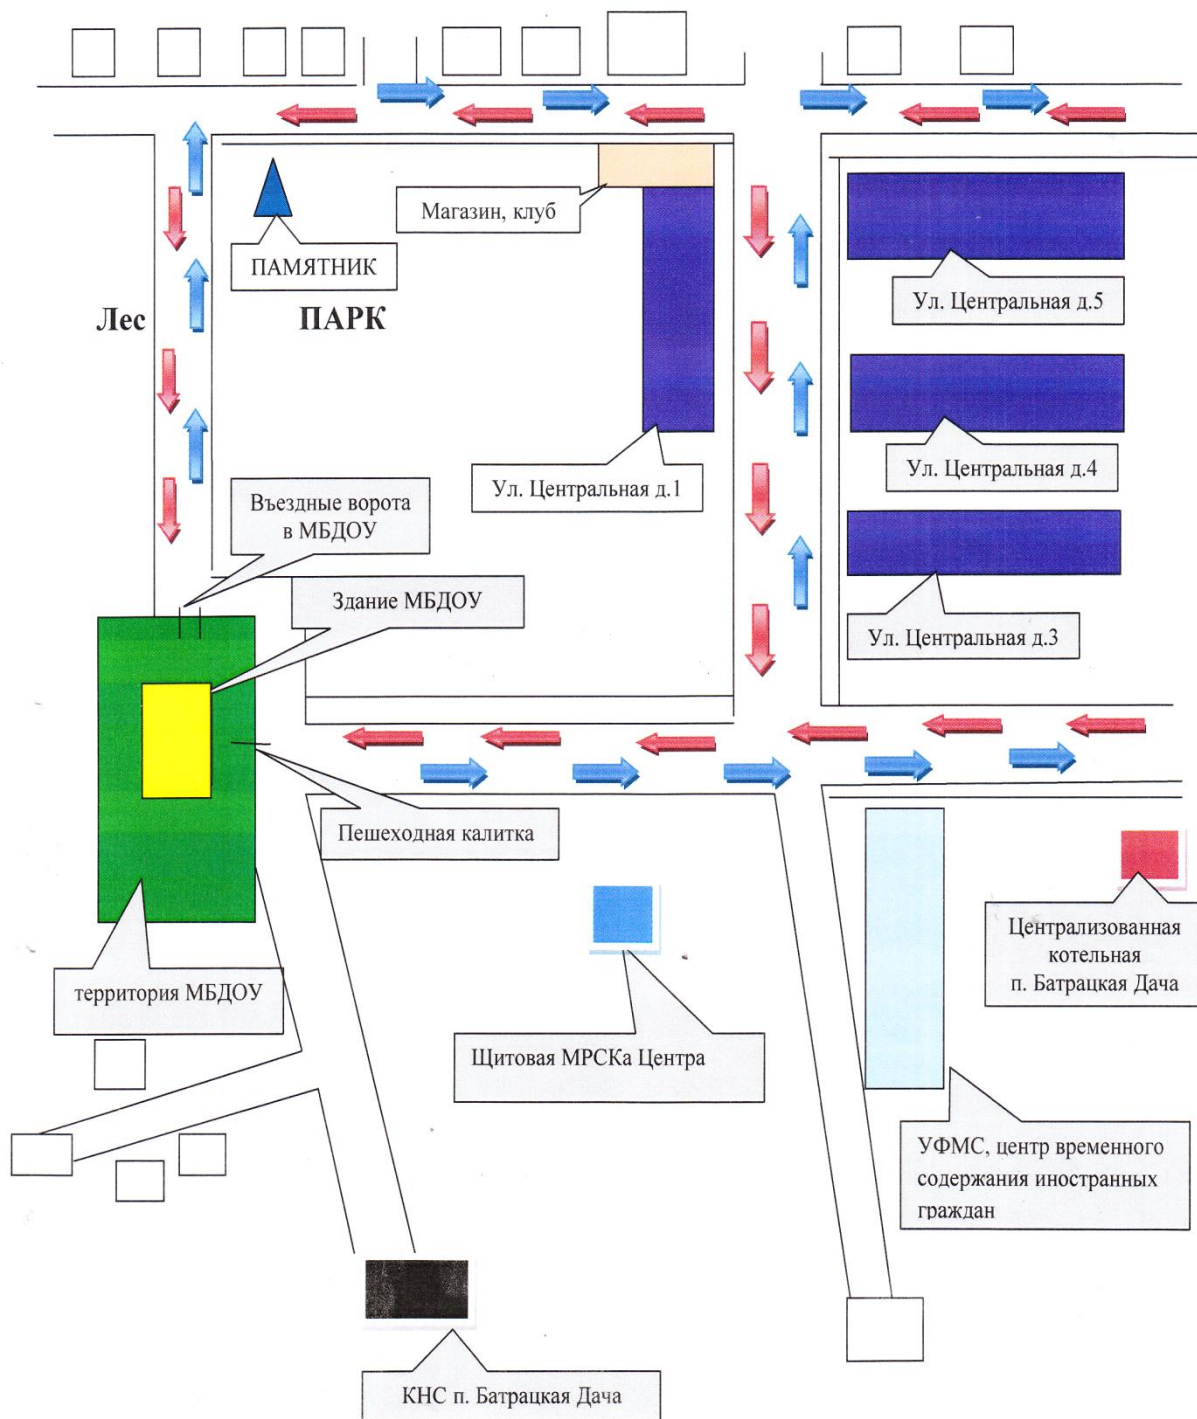 Магазин, клуб
ПАМЯТНИК
Ул. Центральная д.5
Лес
ПАРК
Ул. Центральная д.4
Ул. Центральная д.1
Въездные ворота
в МБДОУ
Здание МБДОУ
Ул. Центральная д.3
Пешеходная калитка
Централизованная
котельная
п. Батрацкая Дача
территория МБДОУ
Щитовая МРСКа Центра
УФМС, центр временного
содержания иностранных
граждан
КНС п. Батрацкая Дача